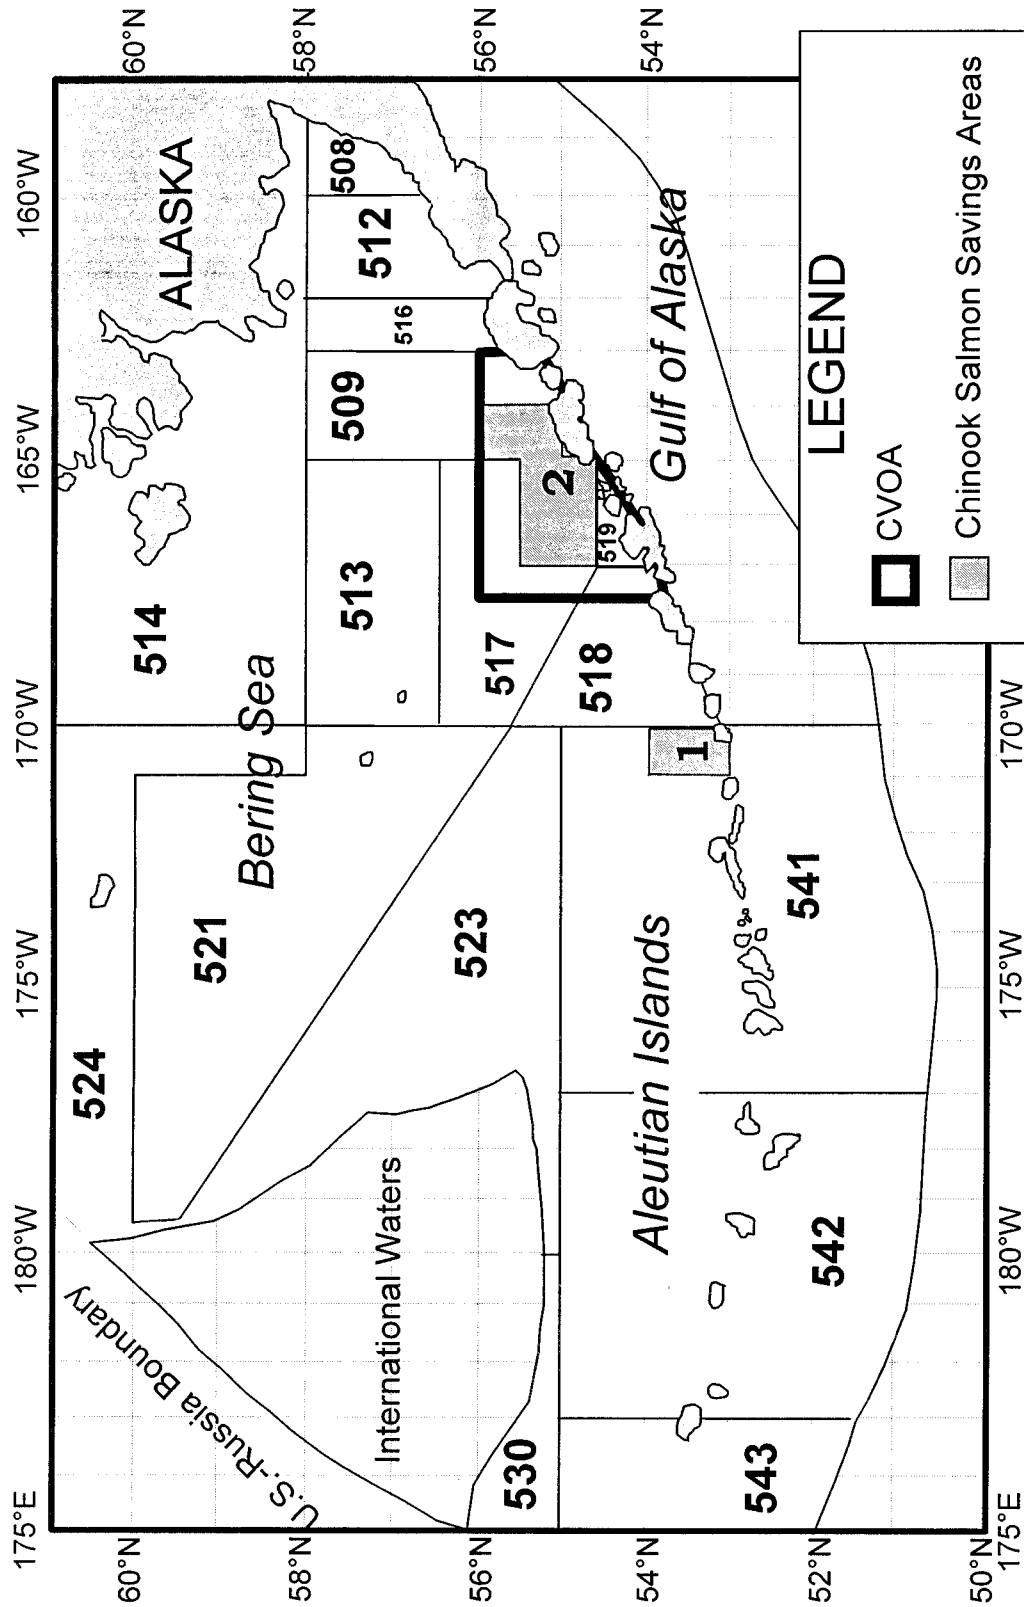 175°E
180°W
175°W
170°W
165°W
160°W
60°N
58°N
56°N
54°N
52°N
50°N
60°N
58°N
56°N
54°N
175°E
180°W
175°W
170°W
U.S.-Russia Boundary
524
514
ALASKA
521
Bering Sea
513
509
516
512
508
International Waters
523
517
2
530
518
519
Aleutian Islands
1
Gulf of Alaska
543
542
541
LEGEND
CVOA
Chinook Salmon Savings Areas